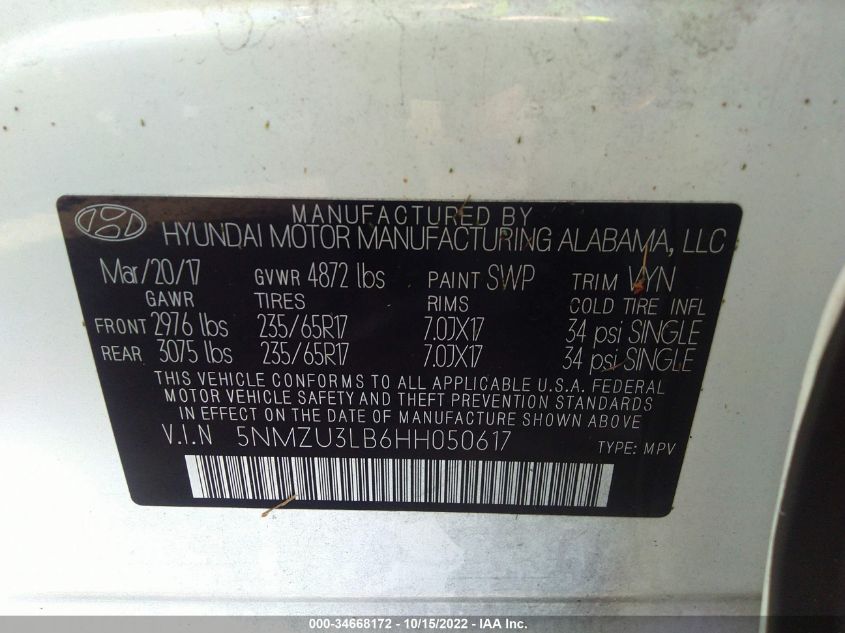 MANUFACTURED BY
HYUNDAI MOTOR MANUFACTURING ALABAMA, LLC
Mar/20/17 GVWR 4872 lbs PAINT SWP TRIM VYN
GAWR TIRES RIMS COLD TIRE INFL
FRONT 2976 lbs 235/65R17 7.0JX17 34 psi SINGLE
REAR 3075 lbs 235/65R17 7.0JX17 34 psi SINGLE
THIS VEHICLE CONFORMS TO ALL APPLICABLE U.S.A. FEDERAL
MOTOR VEHICLE SAFETY AND THEFT PREVENTION STANDARDS
IN EFFECT ON THE DATE OF MANUFACTURE SHOWN ABOVE
V.I.N 5NMZU3LB6HH050617 TYPE: MPV
000-34668172 - 10/15/2022 - IAA Inc.